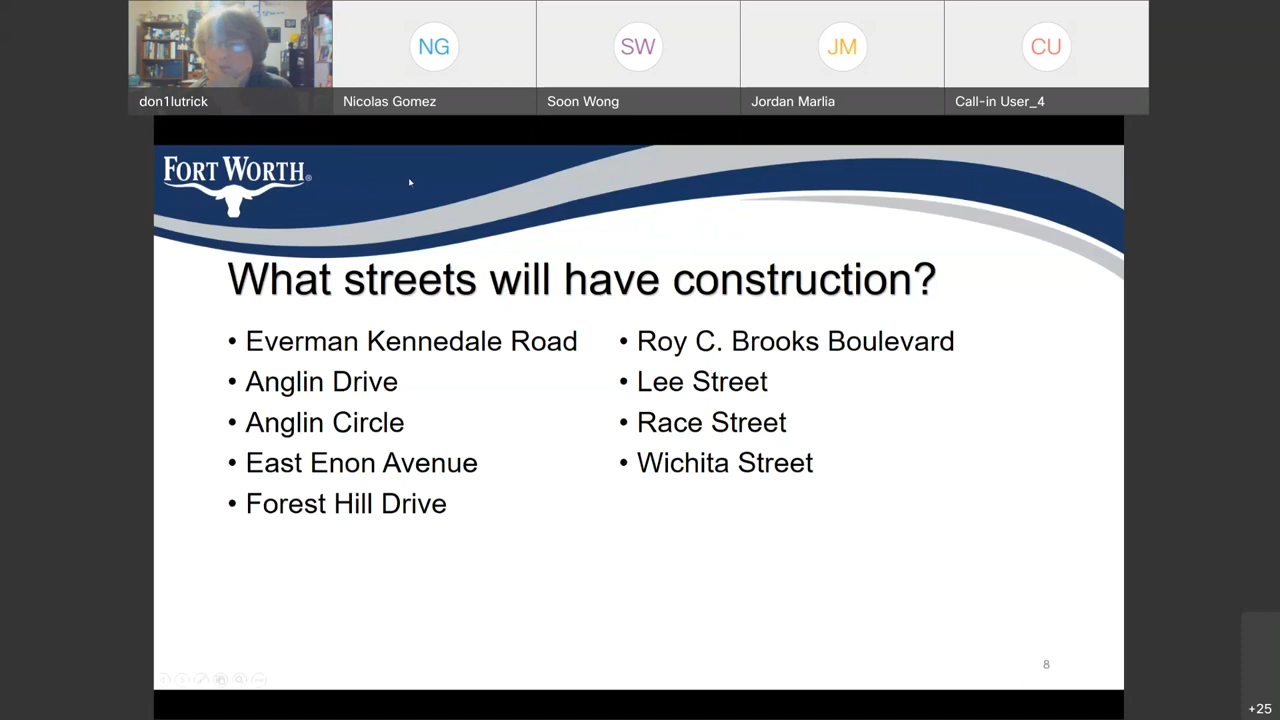 NG
SW
JM
CU
don1lutrick
Nicolas Gomez
Soon Wong
Jordan Marlia
Call-in User_4
FORT WORTH®
What streets will have construction?
• Everman Kennedale Road
• Anglin Drive
• Anglin Circle
• East Enon Avenue
• Forest Hill Drive
• Roy C. Brooks Boulevard
• Lee Street
• Race Street
• Wichita Street
8
+25